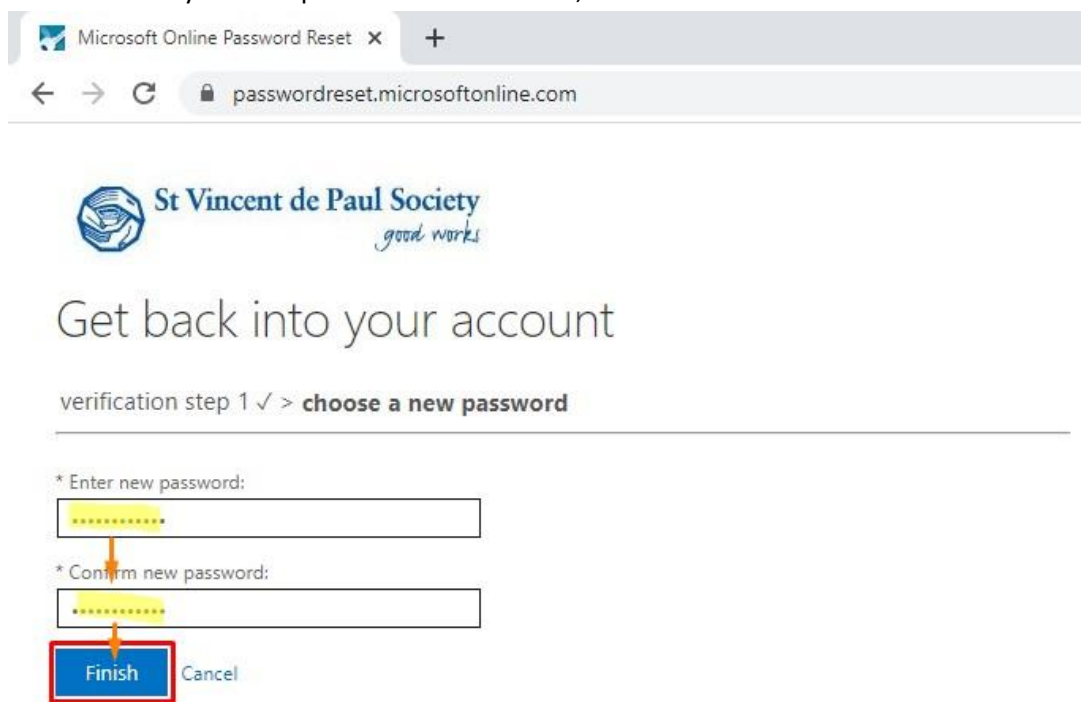 Microsoft Online Password Reset
passwordreset.microsoftonline.com
St Vincent de Paul Society
good works
Get back into your account
verification step 1 ✓ > choose a new password
* Enter new password:
* Confirm new password:
Finish Cancel